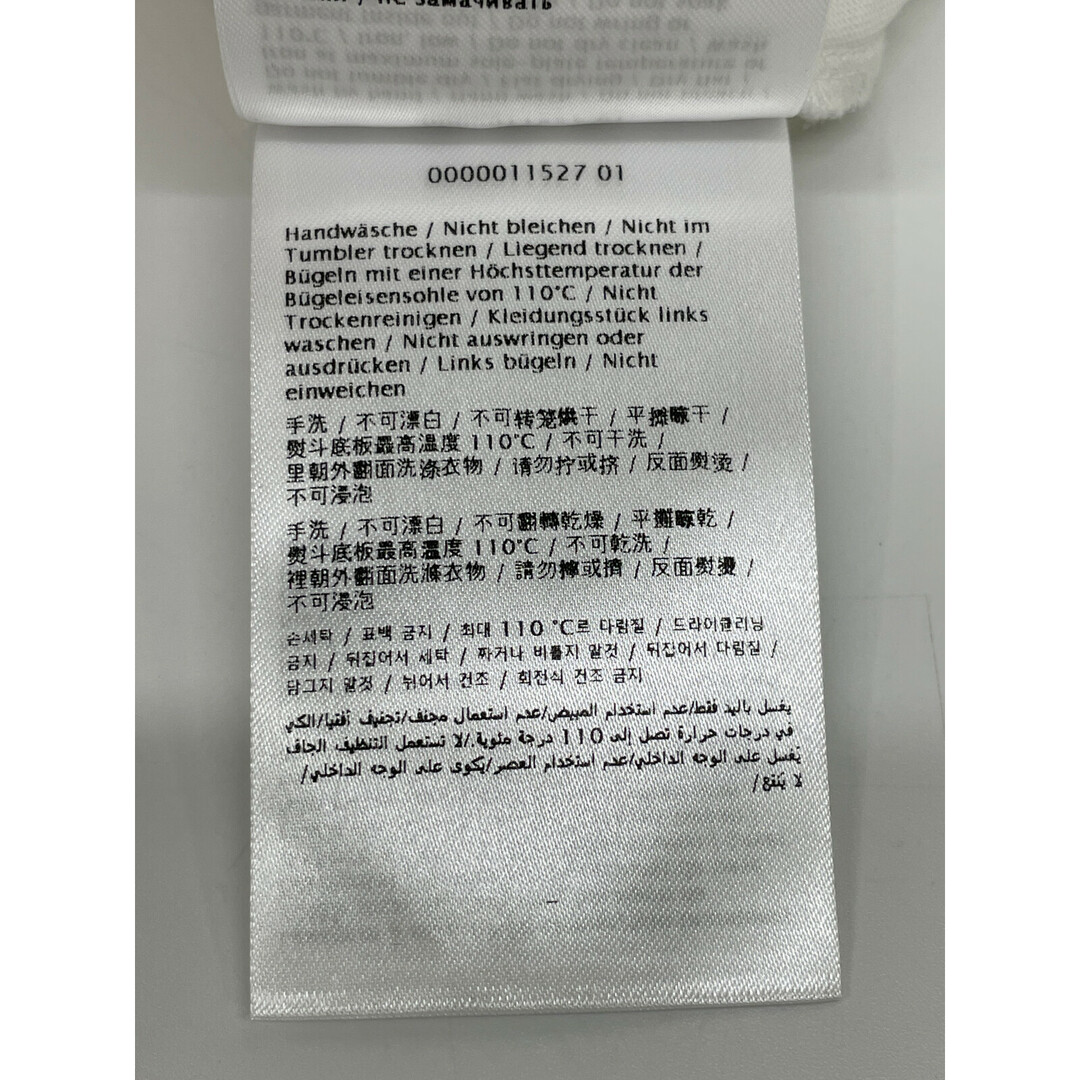 не замачивать
0000011527 01
Handwäsche / Nicht bleichen / Nicht im
Tumbler trocknen / Liegend trocknen /
Bügeln mit einer Höchsttemperatur der
Bügeleisensohle von 110°C / Nicht
Trockenreinigen / Kleidungsstück links
waschen / Nicht auswringen oder
ausdrücken / Links bügeln / Nicht
einweichen
手洗 / 不可漂白 / 不可转笼烘干 / 平攤晾干 /
熨斗底板最高温度 110°C / 不可干洗 /
里朝外翻面洗涤衣物 / 请勿拧或挤 / 反面熨烫 /
不可浸泡
手洗 / 不可漂白 / 不可翻轉乾燥 / 平攤晾乾 /
熨斗底板最高溫度 110°C / 不可乾洗 /
裡朝外翻面洗滌衣物 / 請勿擰或擠 / 反面熨燙 /
不可浸泡
손세탁 / 표백 금지 / 최대 110 °C로 다림질 / 드라이클리닝
금지 / 뒤집어서 세탁 / 짜거나 비틀지 말것 / 뒤집어서 다림질 /
담그지 말것 / 뉘어서 건조 / 회전식 건조 금지
يغسل باليد فقط/عدم استخدام المبيض/عدم استعمال مجفف/تجفيف أفقيا/الكي
في درجات حرارة تصل إلى 110 درجة مئوية./لا تستعمل التنظيف الجاف
يُغسل على الوجه الداخلي/عدم استخدام العصر/يكوى على الوجه الداخلي/
لا يُنقع/